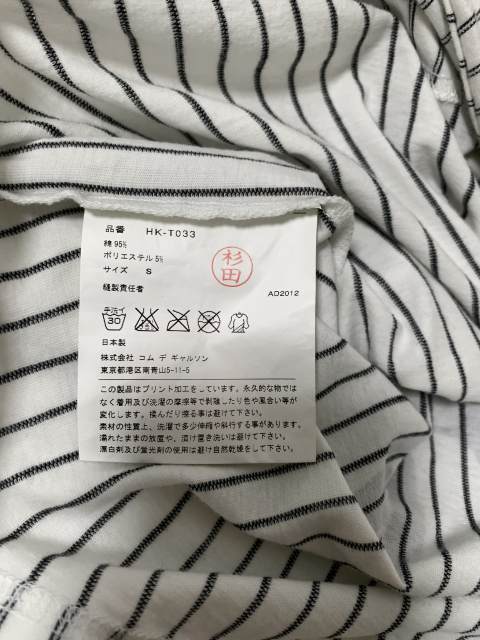 品番 HK-T033
綿 95%
ポリエステル 5%
サイズ S
杉田
縫製責任者
AD2012
手洗イ 30
日本製
株式会社 コム デ ギャルソン
東京都港区南青山5-11-5
この製品はプリント加工をしています。永久的な物では
なく着用及び洗濯の摩擦等で剥離したり色や風合い等が
変化します。揉んだり擦る事は避けて下さい。
素材の性質上、洗濯で多少伸縮や斜行する事があります。
濡れたままの放置や、漬け置き洗いは避けて下さい。
漂白剤及び蛍光剤の使用は避け自然乾燥をして下さい。